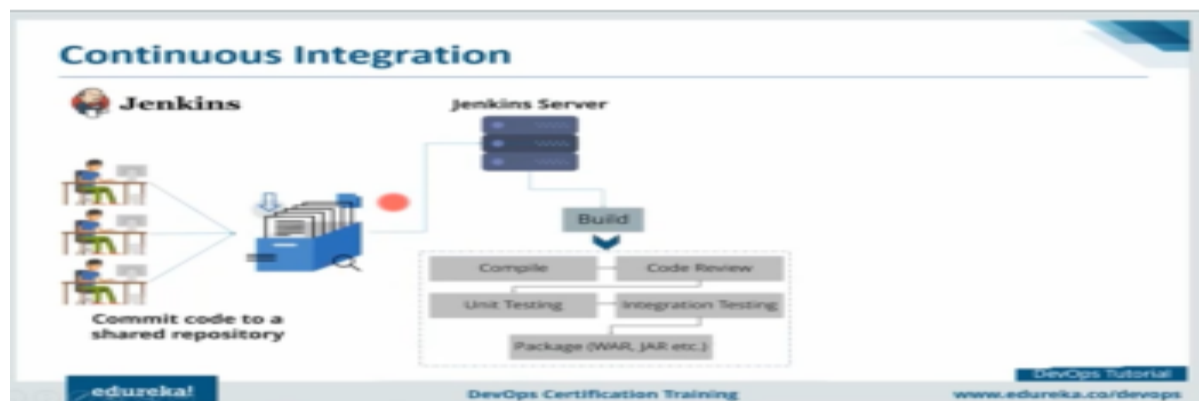 Continuous Integration
Jenkins
Jenkins Server
Build
Compile
Code Review
Unit Testing
Integration Testing
Package (WAR, JAR etc.)
Commit code to a
shared repository
DevOps Tutorial
edureka!
DevOps Certification Training
www.edureka.co/devops